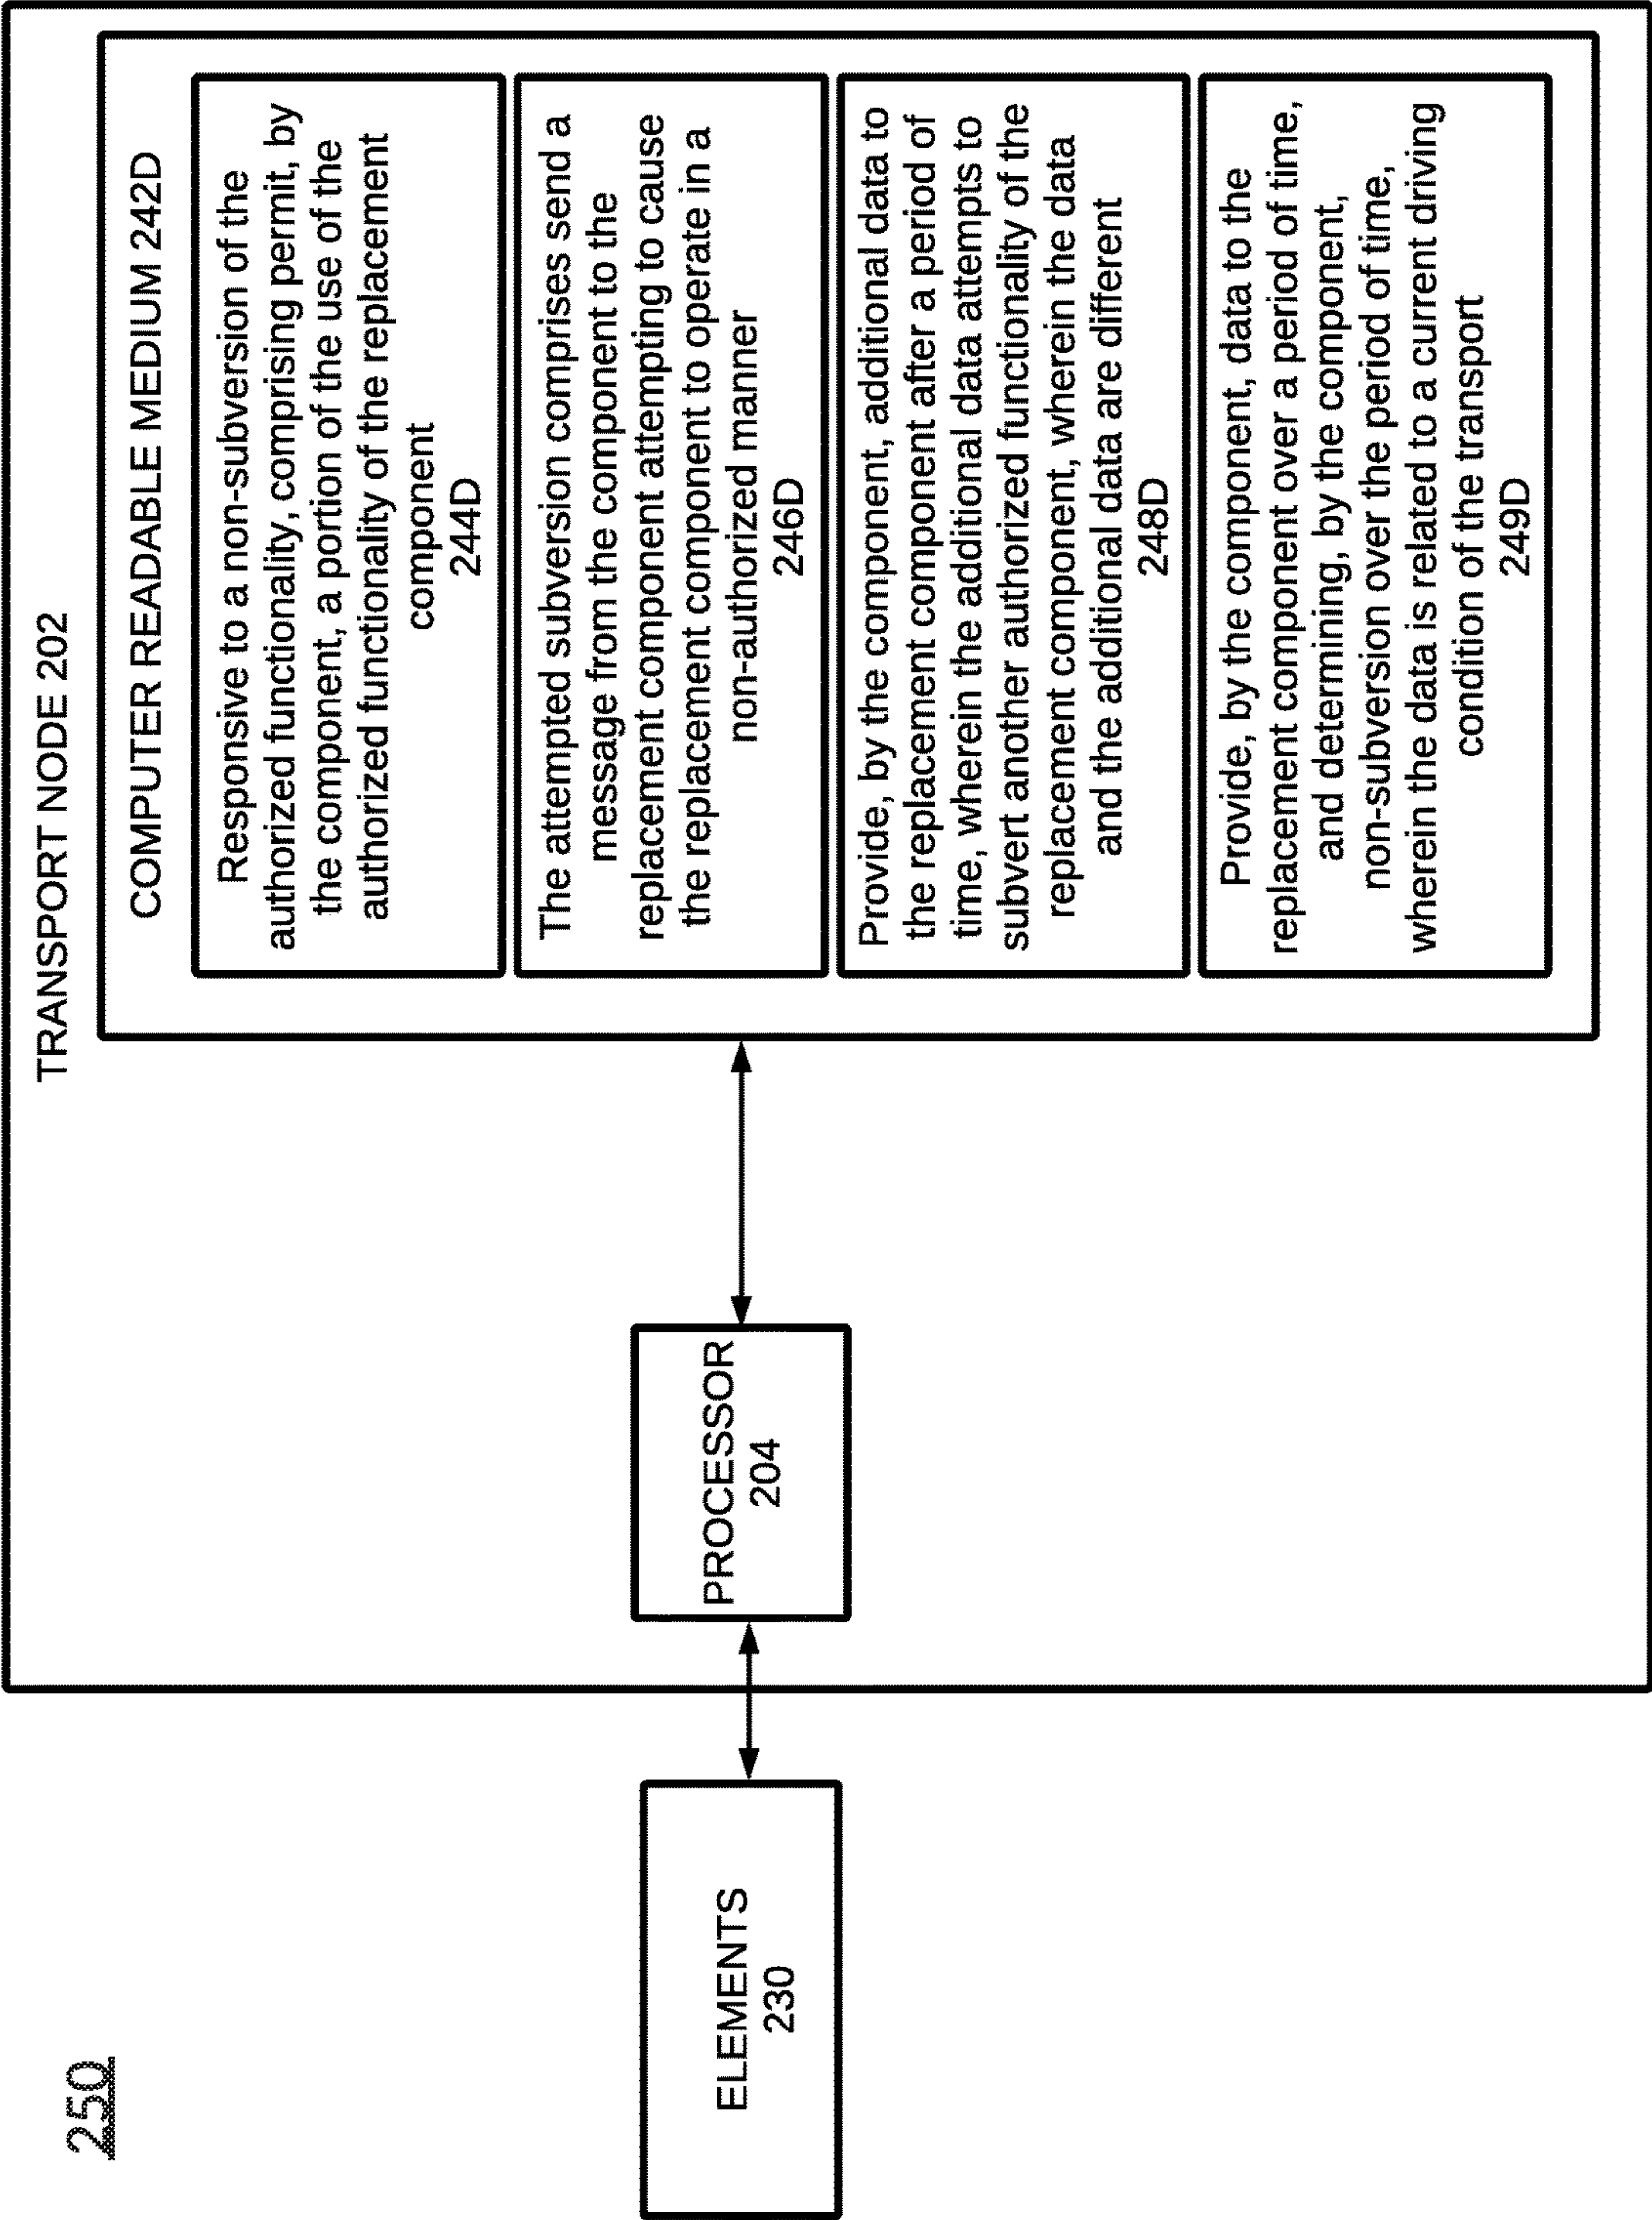 250
TRANSPORT NODE 202
COMPUTER READABLE MEDIUM 242D
Responsive to a non-subversion of the
authorized functionality, comprising permit, by
the component, a portion of the use of the
authorized functionality of the replacement
component
244D
The attempted subversion comprises send a
message from the component to the
replacement component attempting to cause
the replacement component to operate in a
non-authorized manner
246D
Provide, by the component, additional data to
the replacement component after a period of
time, wherein the additional data attempts to
subvert another authorized functionality of the
replacement component, wherein the data
and the additional data are different
248D
Provide, by the component, data to the
replacement component over a period of time,
and determining, by the component,
non-subversion over the period of time,
wherein the data is related to a current driving
condition of the transport
249D
PROCESSOR
204
ELEMENTS
230